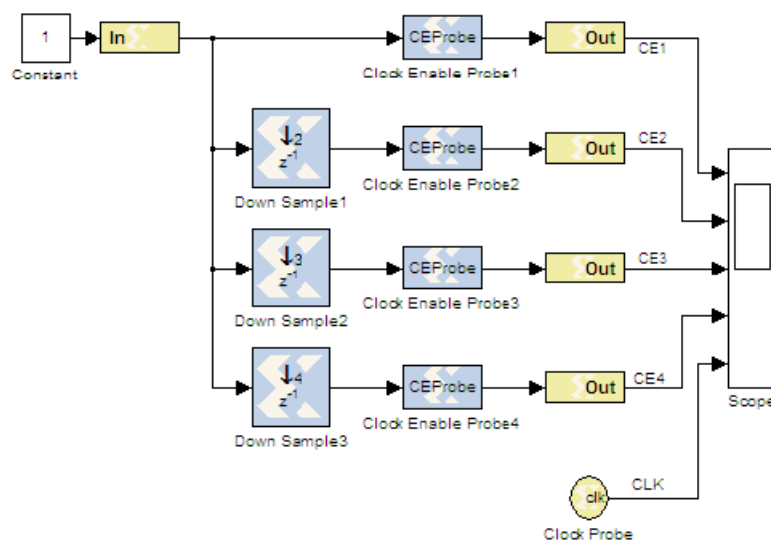 1
In
CEProbe
Out
CE1
Constant
Clock Enable Probe1
↓2
z-1
CEProbe
Out
CE2
Down Sample1
Clock Enable Probe2
↓3
z-1
CEProbe
Out
CE3
Down Sample2
Clock Enable Probe3
↓4
z-1
CEProbe
Out
CE4
Down Sample3
Clock Enable Probe4
Scope
clk
CLK
Clock Probe